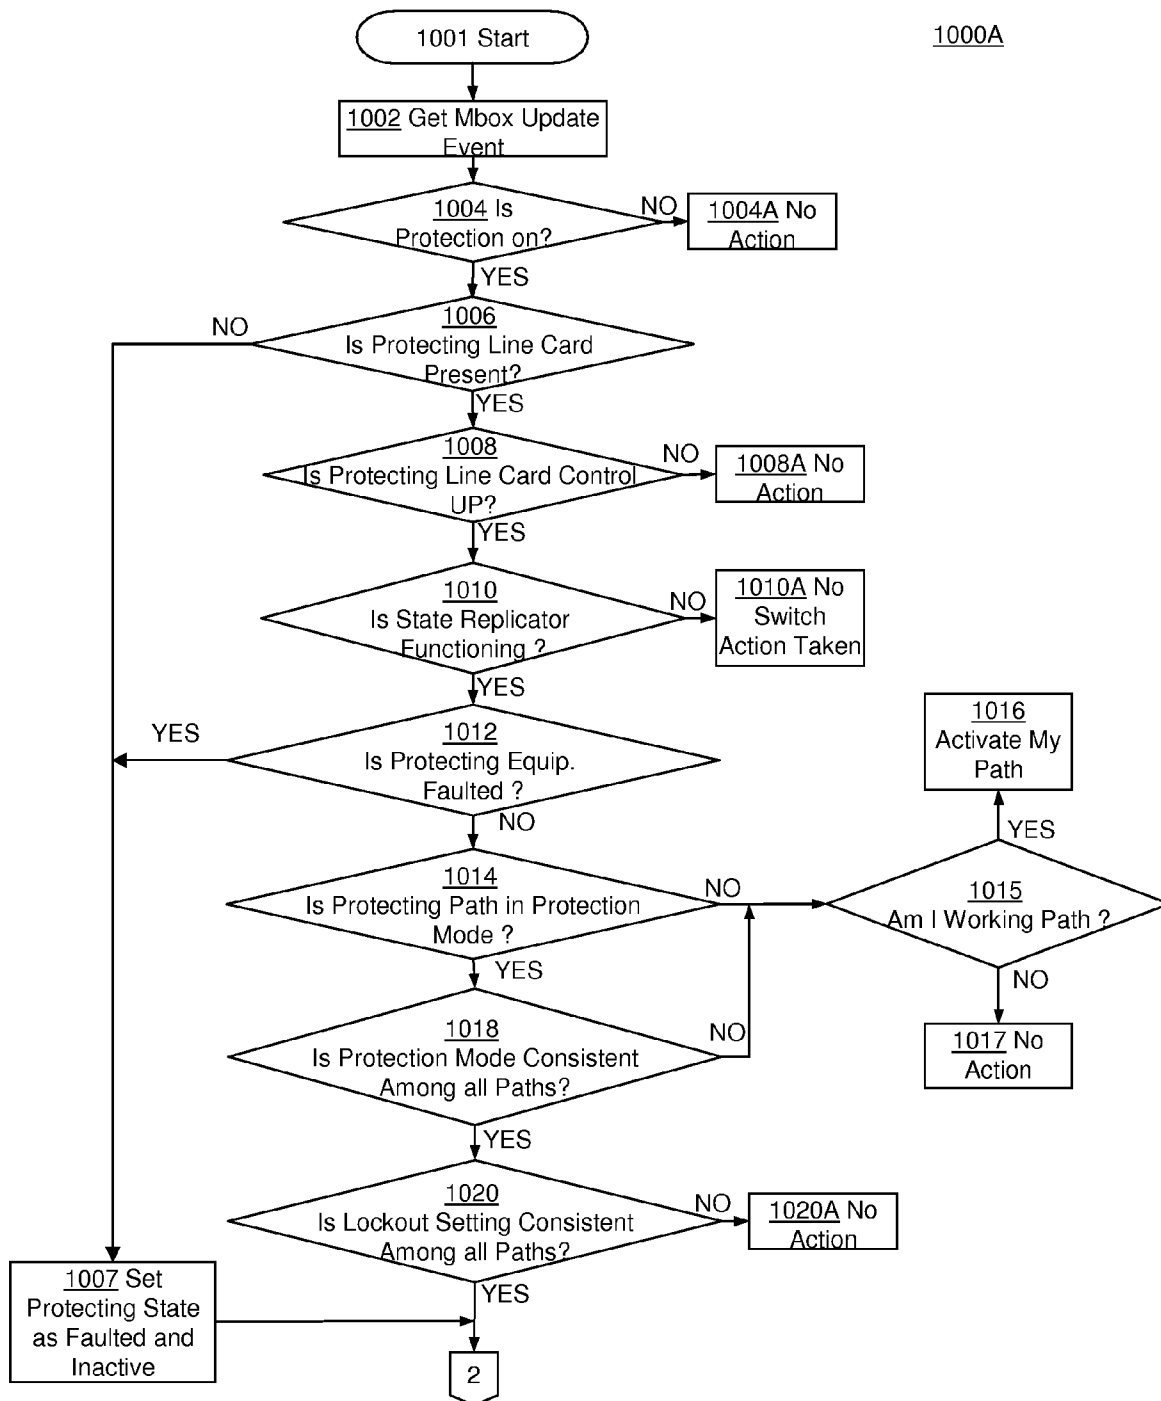 1001 Start
1000A
1002 Get Mbox Update
Event
1004 Is
Protection on?
NO
1004A No
Action
YES
1006
Is Protecting Line Card
Present?
NO
YES
1008
Is Protecting Line Card Control
UP?
NO
1008A No
Action
YES
1010
Is State Replicator
Functioning ?
NO
1010A No
Switch
Action Taken
YES
1012
Is Protecting Equip.
Faulted ?
YES
NO
1016
Activate My
Path
YES
1014
Is Protecting Path in Protection
Mode ?
NO
1015
Am I Working Path ?
YES
NO
1018
Is Protection Mode Consistent
Among all Paths?
NO
1017 No
Action
YES
1020
Is Lockout Setting Consistent
Among all Paths?
NO
1020A No
Action
YES
1007 Set
Protecting State
as Faulted and
Inactive
2